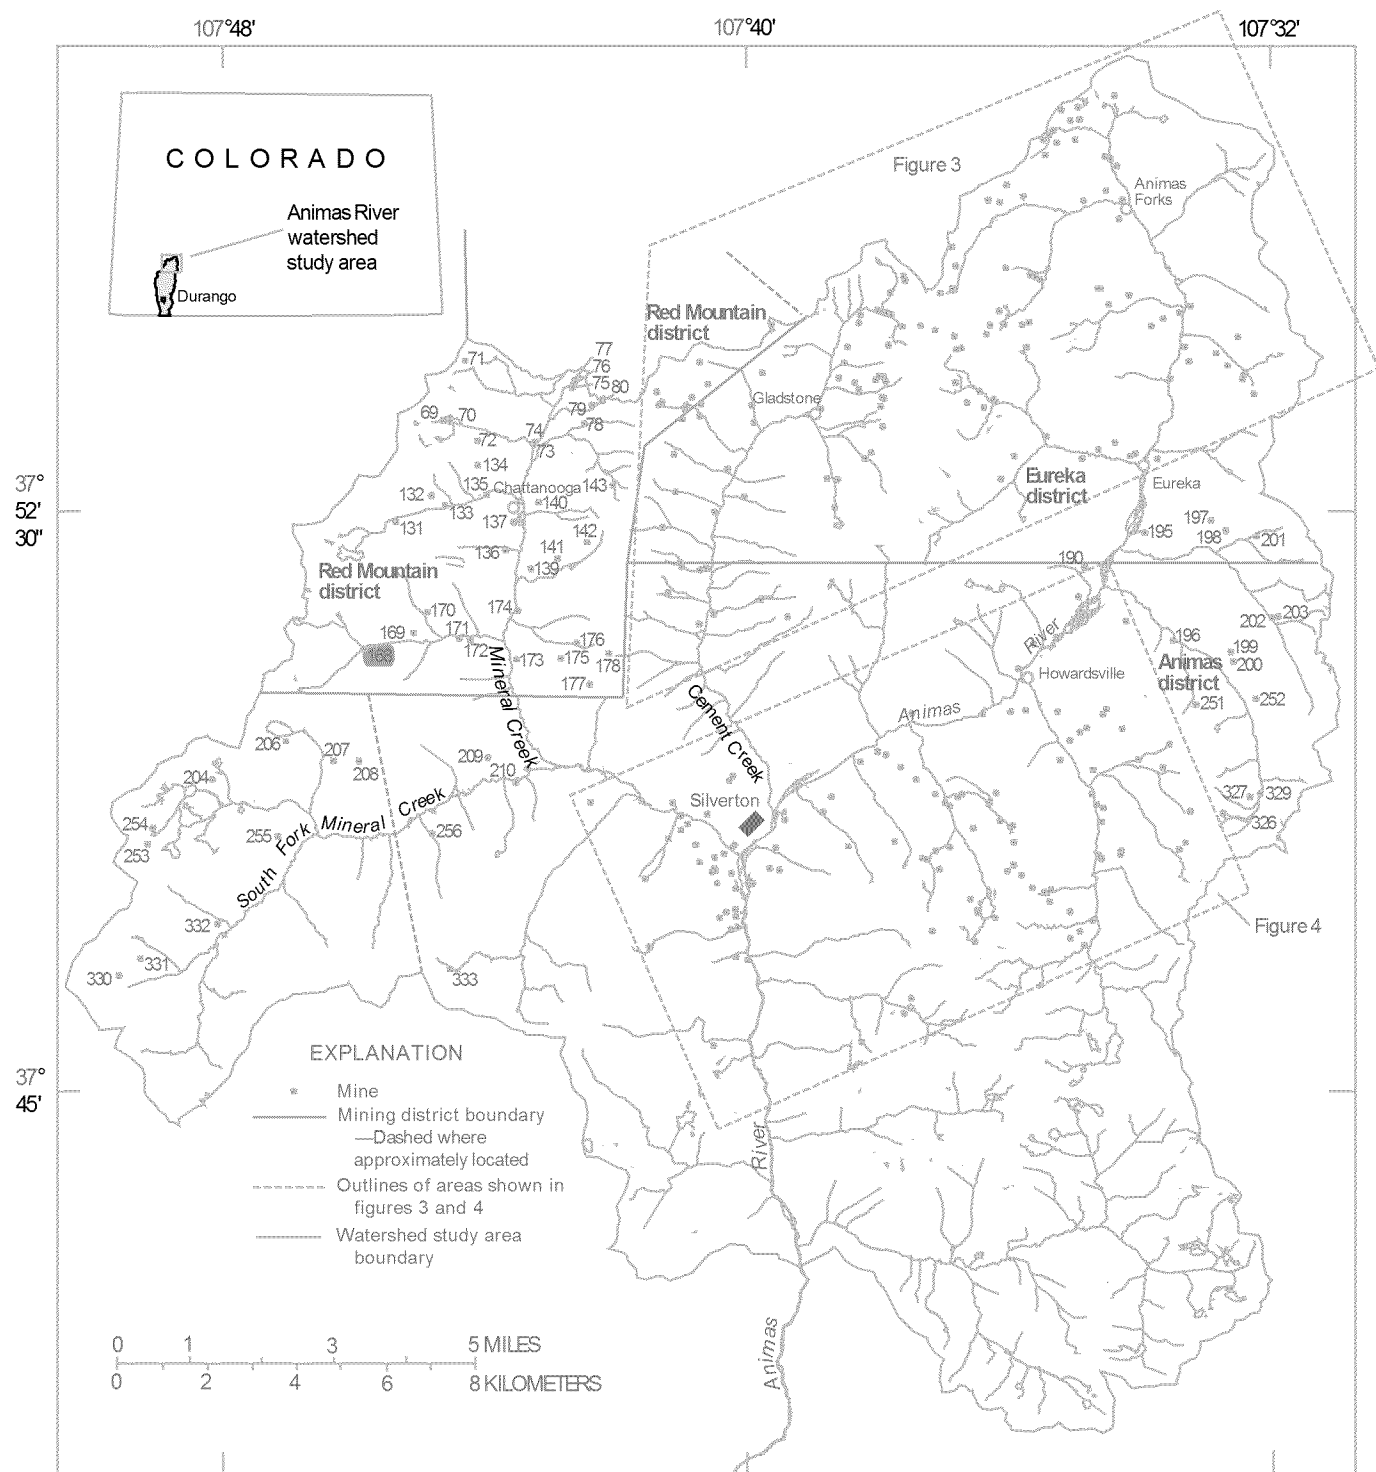 107°48'
107°40'
107°32'
COLORADO
Animas River
watershed
study area
Durango
Figure 3
Animas
Forks
Red Mountain
district
77
76
75
80
71
79
78
69
70
74
72
73
Gladstone
134
135
Chattanooga
143
132
133
140
131
137
142
136
141
139
37°
52'
30"
Eureka
district
Eureka
197
195
198
201
190
Red Mountain
district
170
174
169
171
172
168
173
175
176
178
177
Mineral Creek
Cement Creek
River
Howardsville
Animas
196
202
203
199
200
Animas
district
251
252
206
207
208
209
210
204
254
253
255
256
South Fork Mineral Creek
Silverton
327
329
326
332
331
330
333
Figure 4
EXPLANATION
Mine
Mining district boundary
—Dashed where
approximately located
Outlines of areas shown in
figures 3 and 4
Watershed study area
boundary
37°
45'
River
Animas
0 1 3 5 MILES
0 2 4 6 8 KILOMETERS